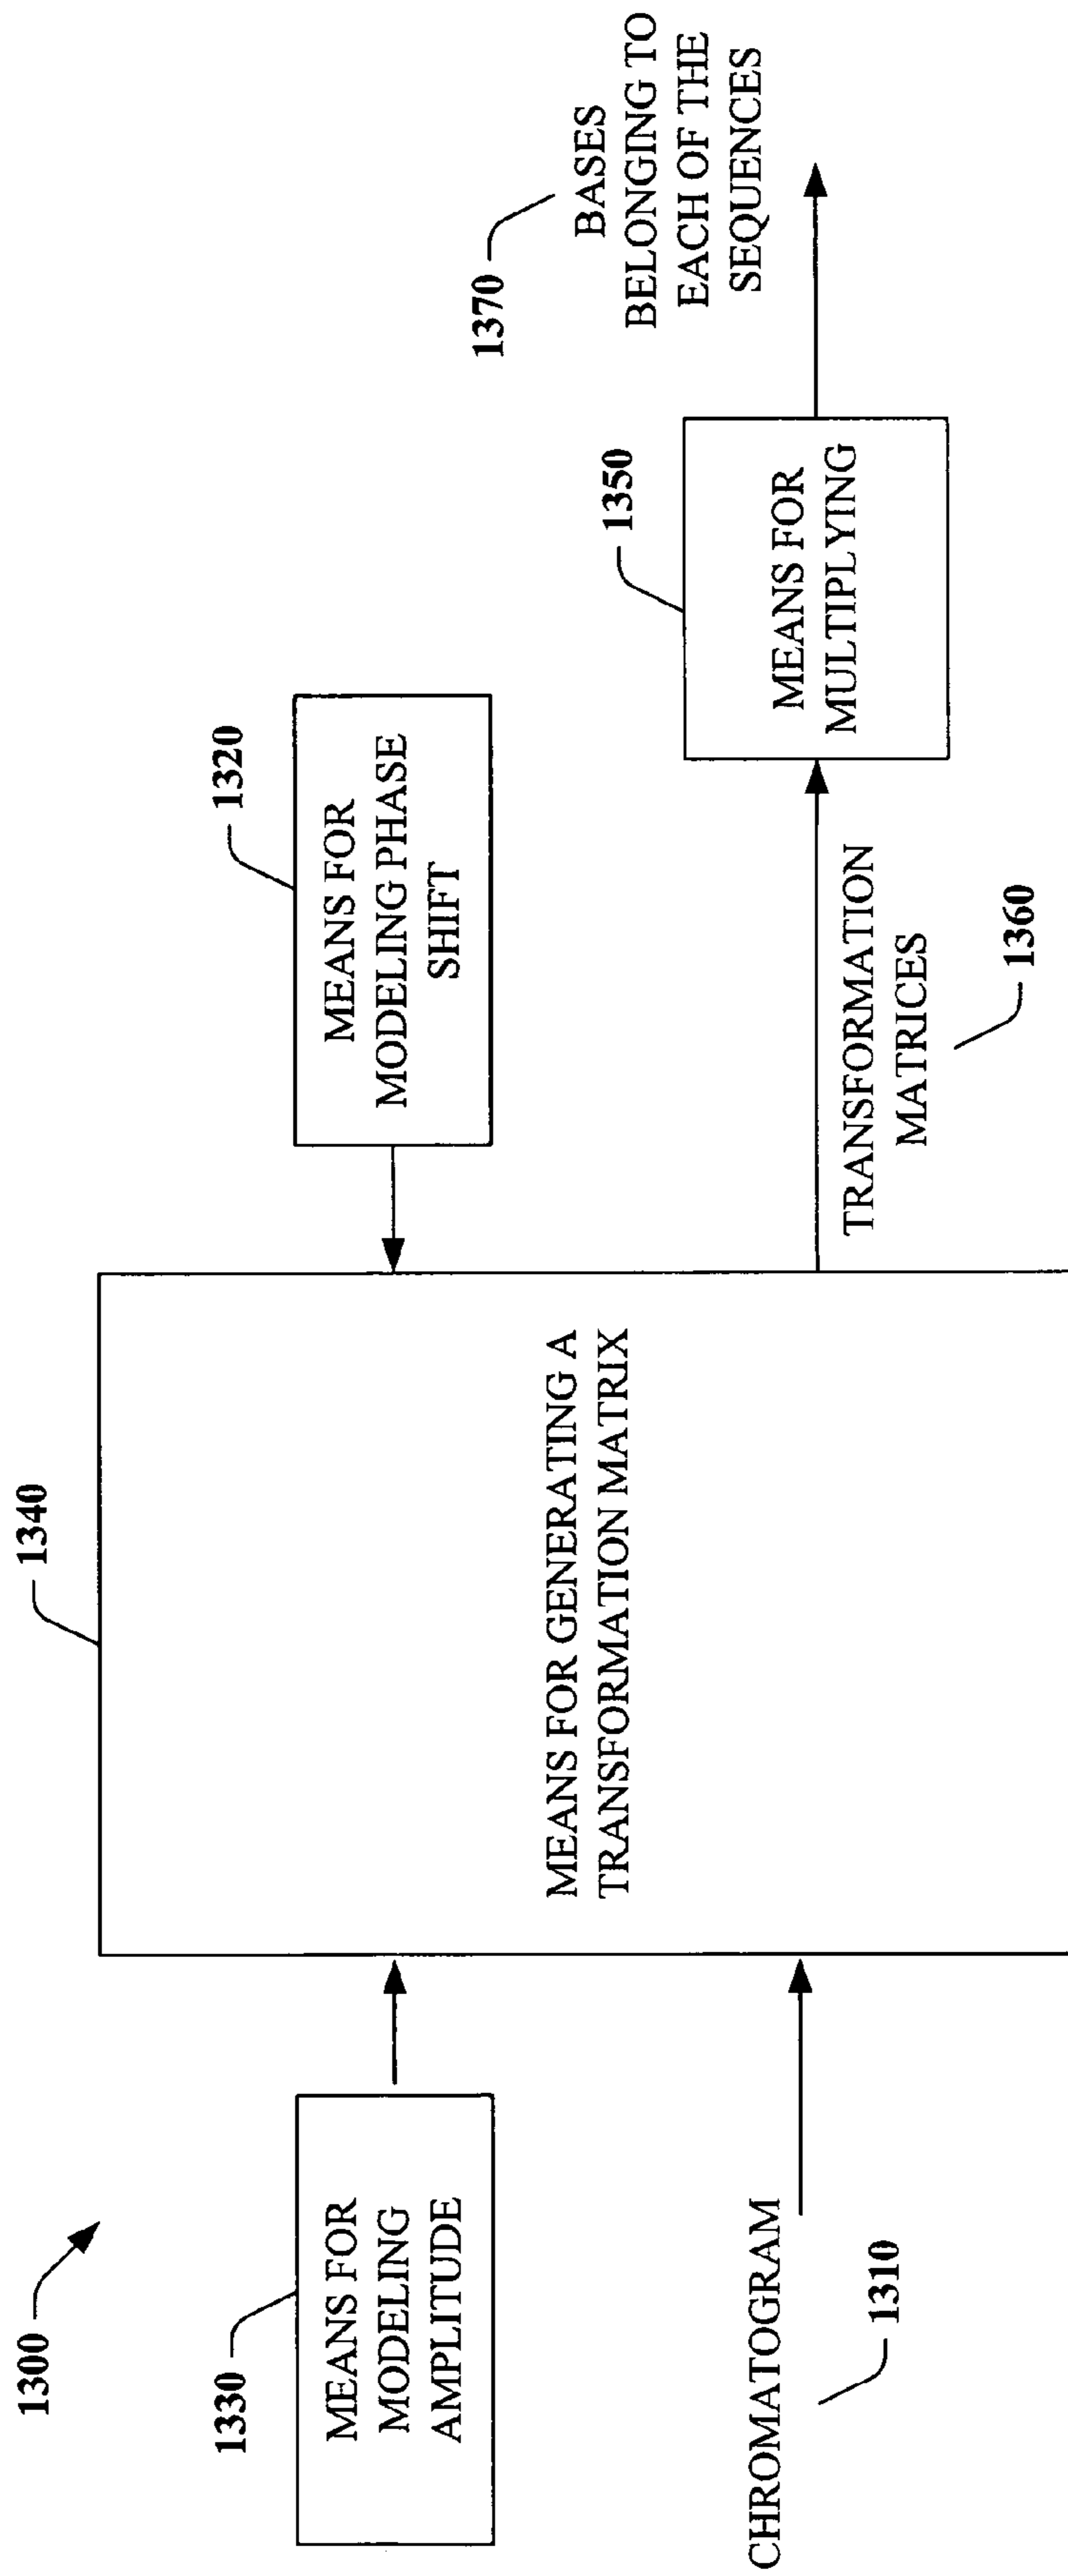 1300
1340
1330
MEANS FOR
MODELING
AMPLITUDE
CHROMATOGRAM
1310
MEANS FOR GENERATING A
TRANSFORMATION MATRIX
1320
MEANS FOR
MODELING PHASE
SHIFT
TRANSFORMATION
MATRICES
1360
1350
MEANS FOR
MULTIPLYING
1370
BASES
BELONGING TO
EACH OF THE
SEQUENCES